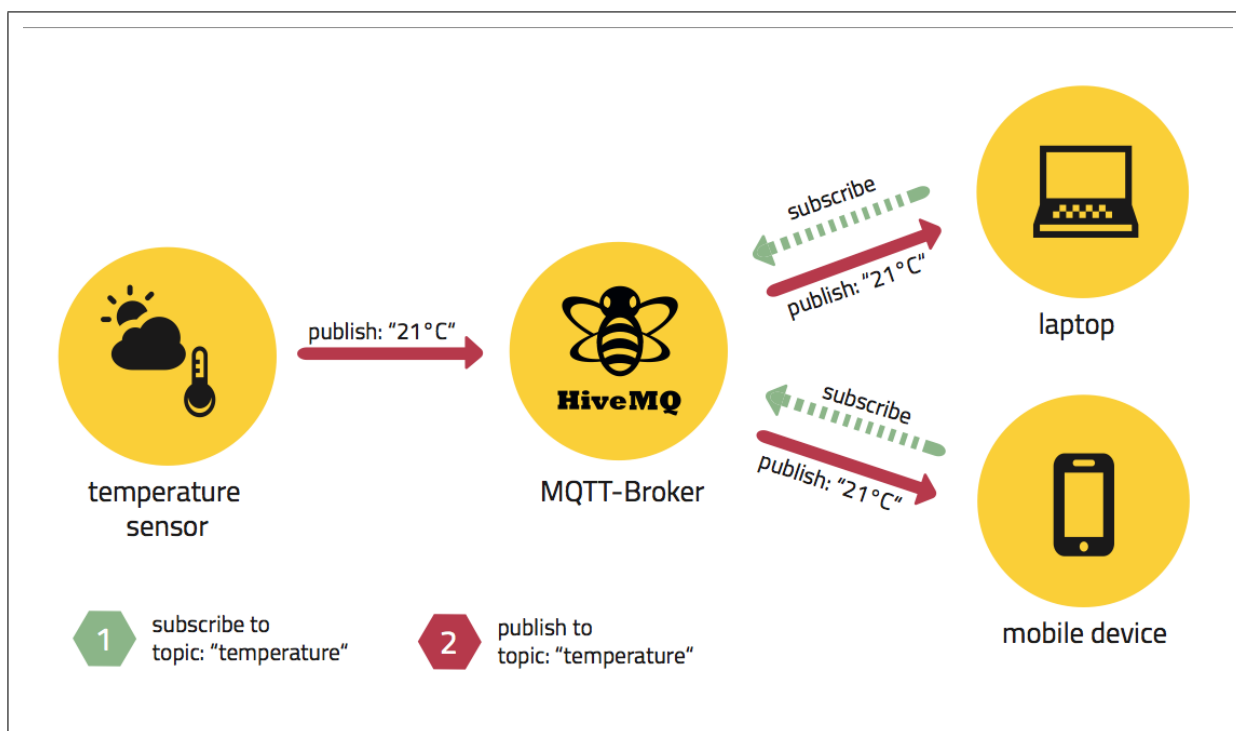 subscribe
publish: “21°C“
laptop
publish: “21°C“
HiveMQ
subscribe
publish: “21°C“
temperature
sensor
MQTT-Broker
mobile device
1
subscribe to
topic: “temperature“
2
publish to
topic: “temperature“